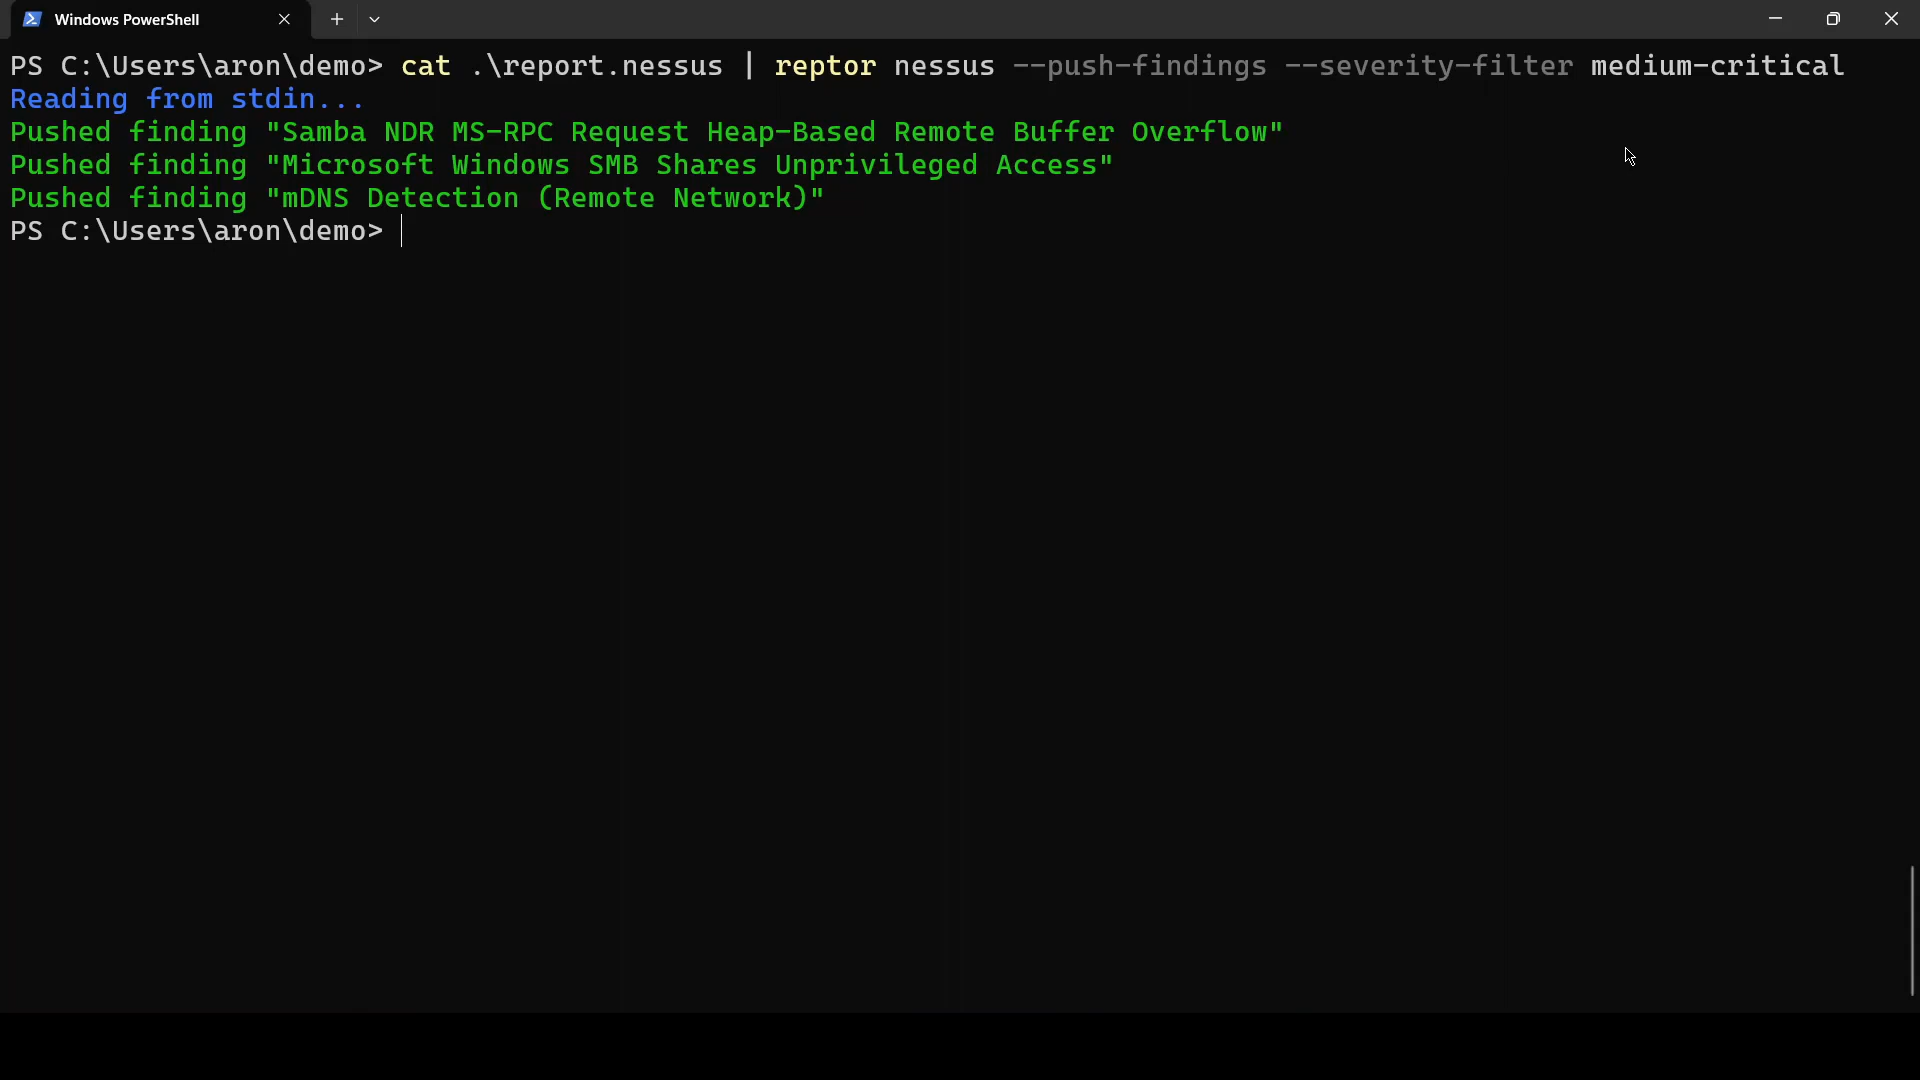 Windows PowerShell
PS C:\Users\aron\demo> cat .\report.nessus | reptor nessus --push-findings --severity-filter medium-critical
Reading from stdin...
Pushed finding "Samba NDR MS-RPC Request Heap-Based Remote Buffer Overflow"
Pushed finding "Microsoft Windows SMB Shares Unprivileged Access"
Pushed finding "mDNS Detection (Remote Network)"
PS C:\Users\aron\demo>